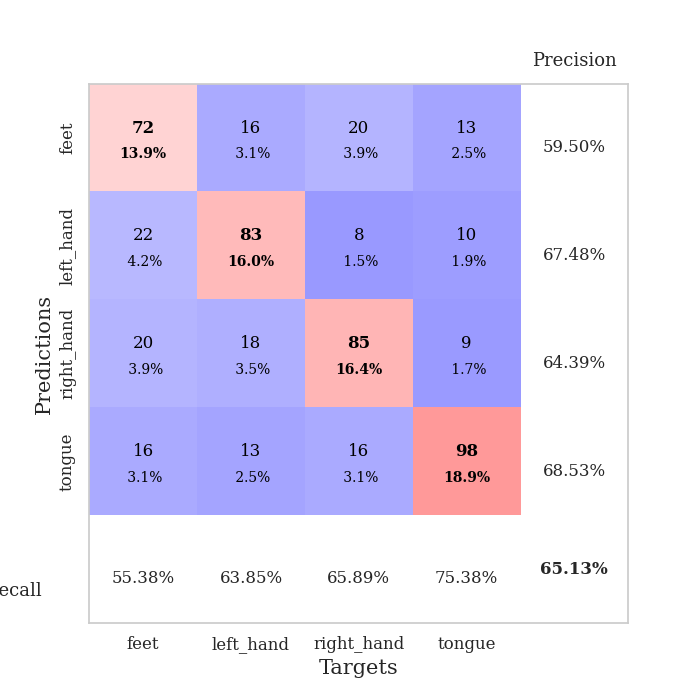 Precision
feet
72 16 20 13
13.9% 3.1% 3.9% 2.5%
59.50%
left_hand
22 83 8 10
4.2% 16.0% 1.5% 1.9%
67.48%
Predictions
right_hand
20 18 85 9
3.9% 3.5% 16.4% 1.7%
64.39%
tongue
16 13 16 98
3.1% 2.5% 3.1% 18.9%
68.53%
ecall
55.38% 63.85% 65.89% 75.38% 65.13%
feet left_hand right_hand tongue
Targets